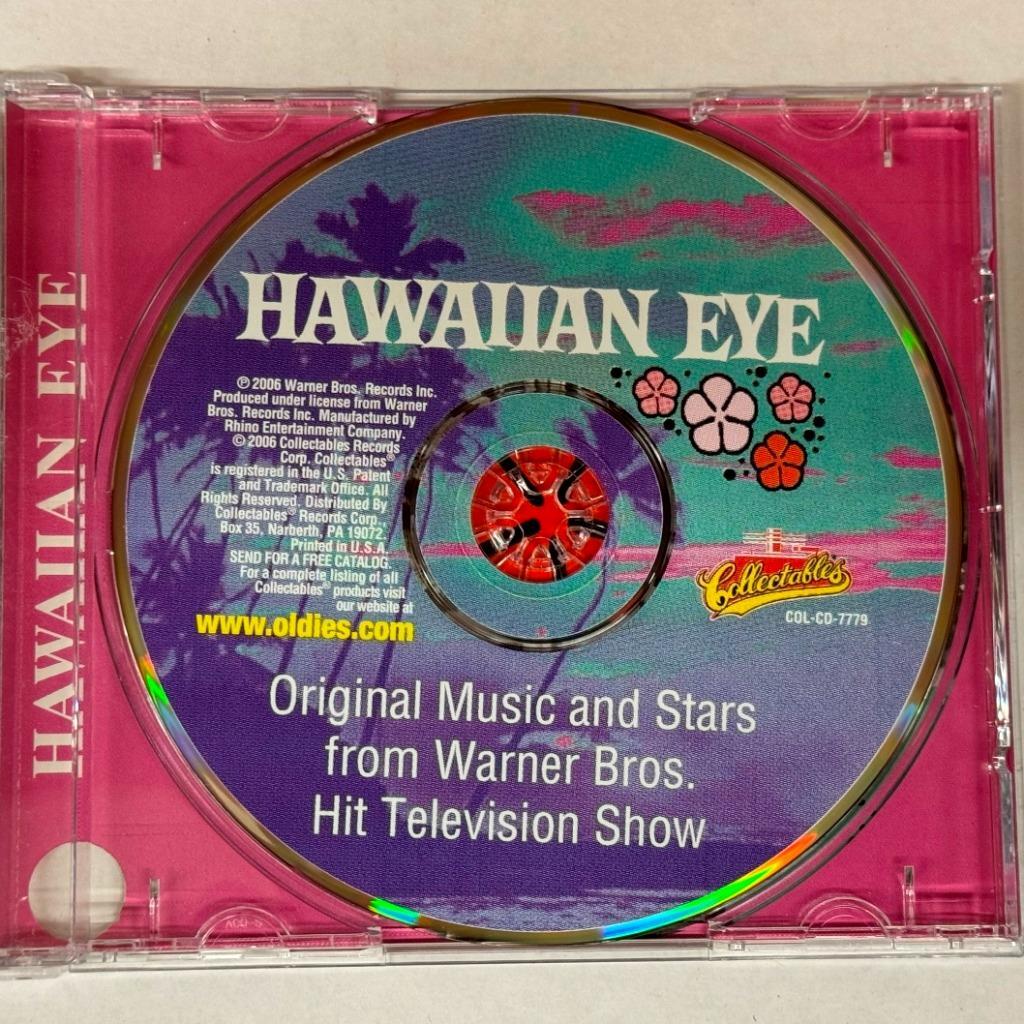 HAWAIIAN EYE
HAWAIIAN EYE
℗ 2006 Warner Bros. Records Inc.
Produced under license from Warner
Bros. Records Inc. Manufactured by
Rhino Entertainment Company.
© 2006 Collectables Records
Corp. Collectables®
is registered in the U.S. Patent
and Trademark Office. All
Rights Reserved. Distributed By
Collectables® Records Corp.,
Box 35, Narberth, PA 19072.
Printed in U.S.A.
SEND FOR A FREE CATALOG.
For a complete listing of all
Collectables® products visit
our website at
www.oldies.com
Collectables
COL-CD-7779
Original Music and Stars
from Warner Bros.
Hit Television Show